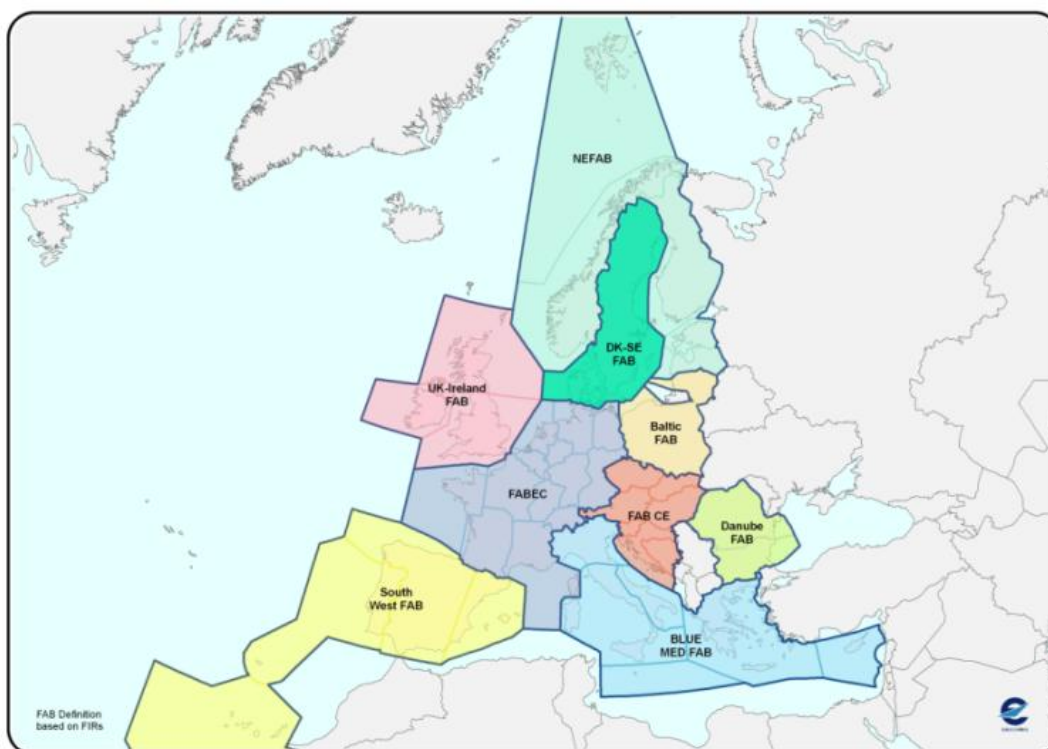 NEFAB
DK-SE
FAB
UK-Ireland
FAB
Baltic
FAB
FABEC
FAB CE
Danube
FAB
South
West FAB
BLUE
MED FAB
FAB Definition
based on FIRs